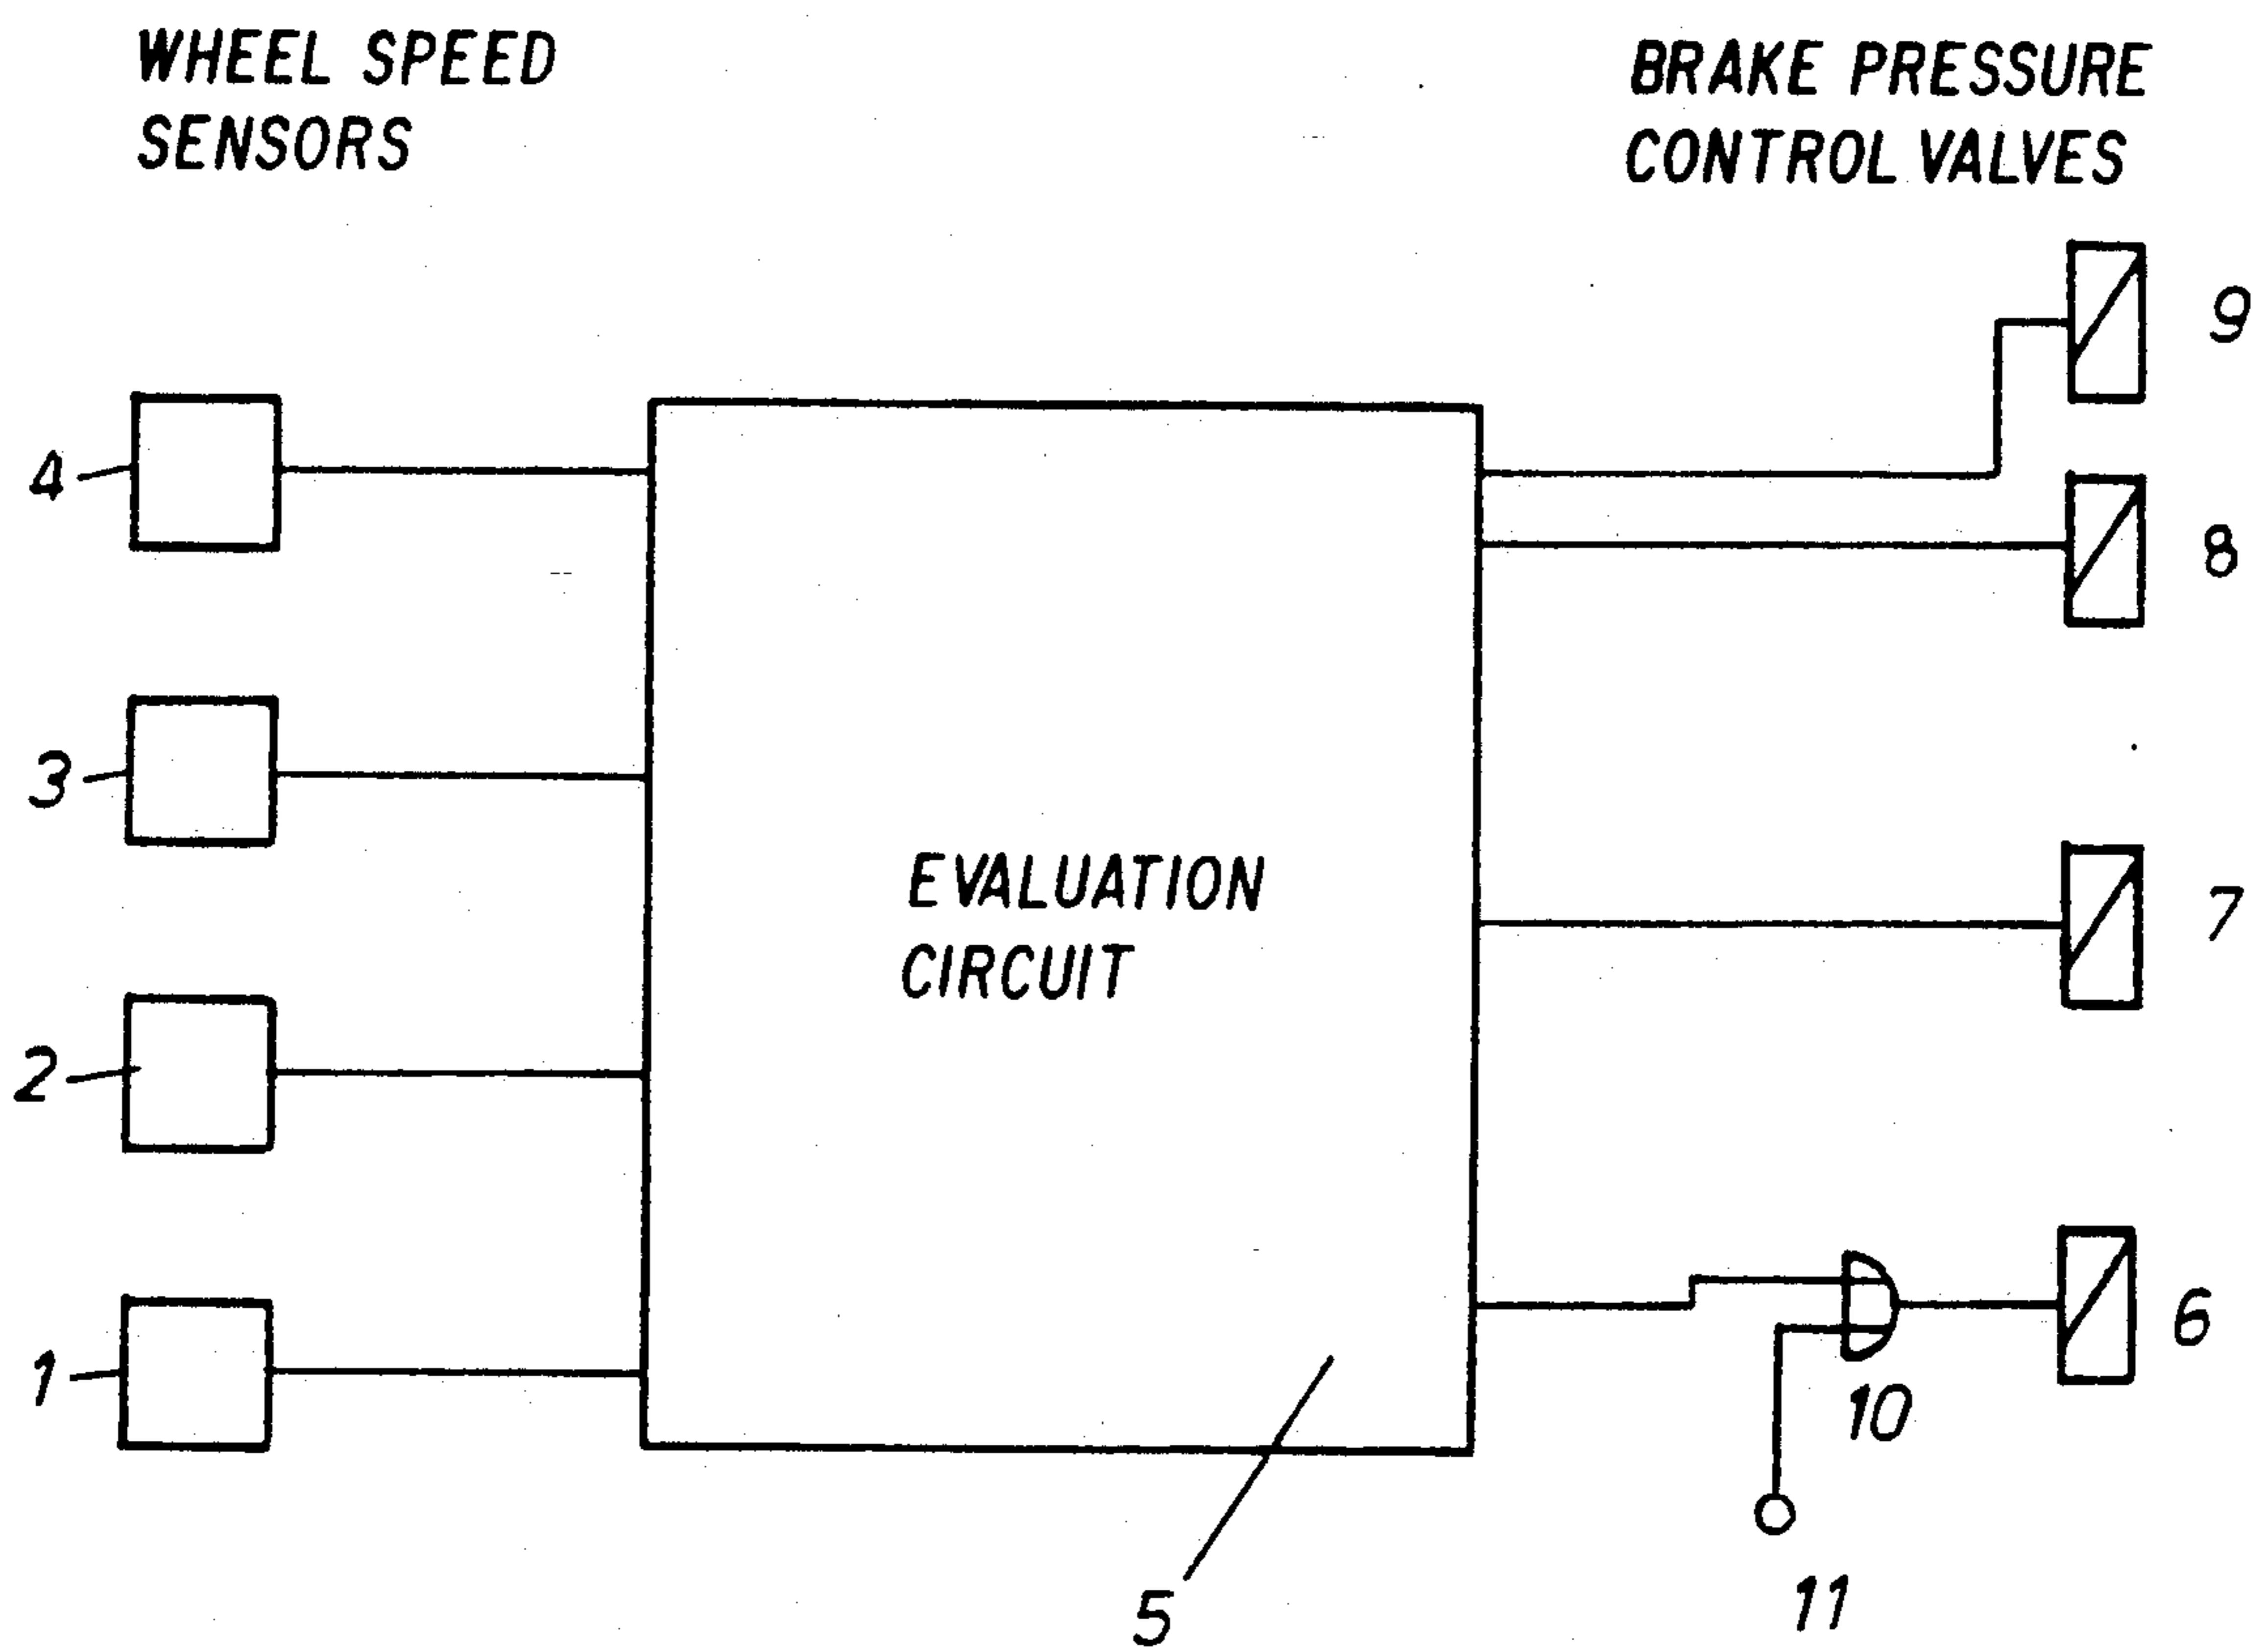 WHEEL SPEED
SENSORS
BRAKE PRESSURE
CONTROL VALVES
9
4
8
3
EVALUATION
CIRCUIT
7
2
6
1
10
5
11